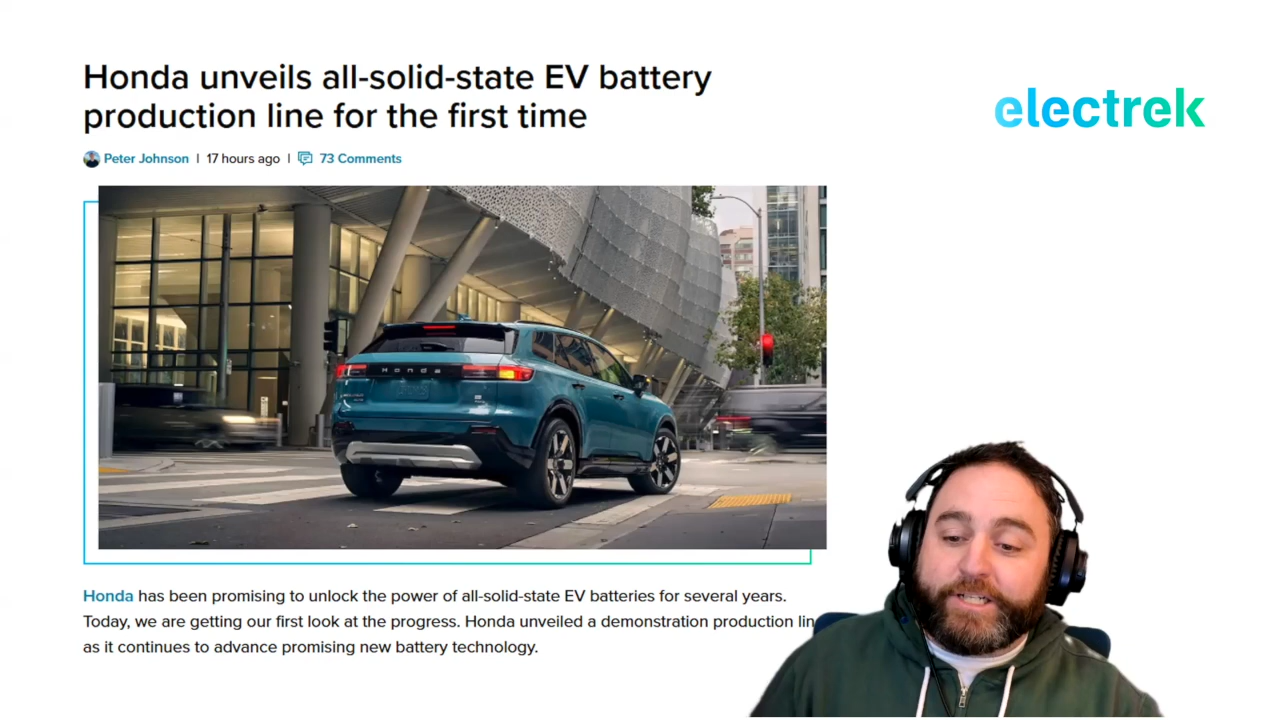 Honda unveils all-solid-state EV battery
production line for the first time
electrek
Peter Johnson | 17 hours ago | 73 Comments
Honda
Honda has been promising to unlock the power of all-solid-state EV batteries for several years.
Today, we are getting our first look at the progress. Honda unveiled a demonstration production lin
as it continues to advance promising new battery technology.